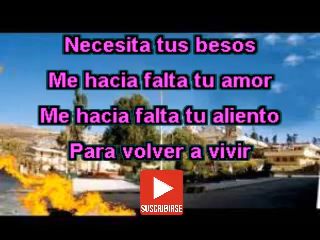 Necesita tus besos
Me hacia falta tu amor
Me hacia falta tu aliento
Para volver a vivir
SUSCRIBIRSE